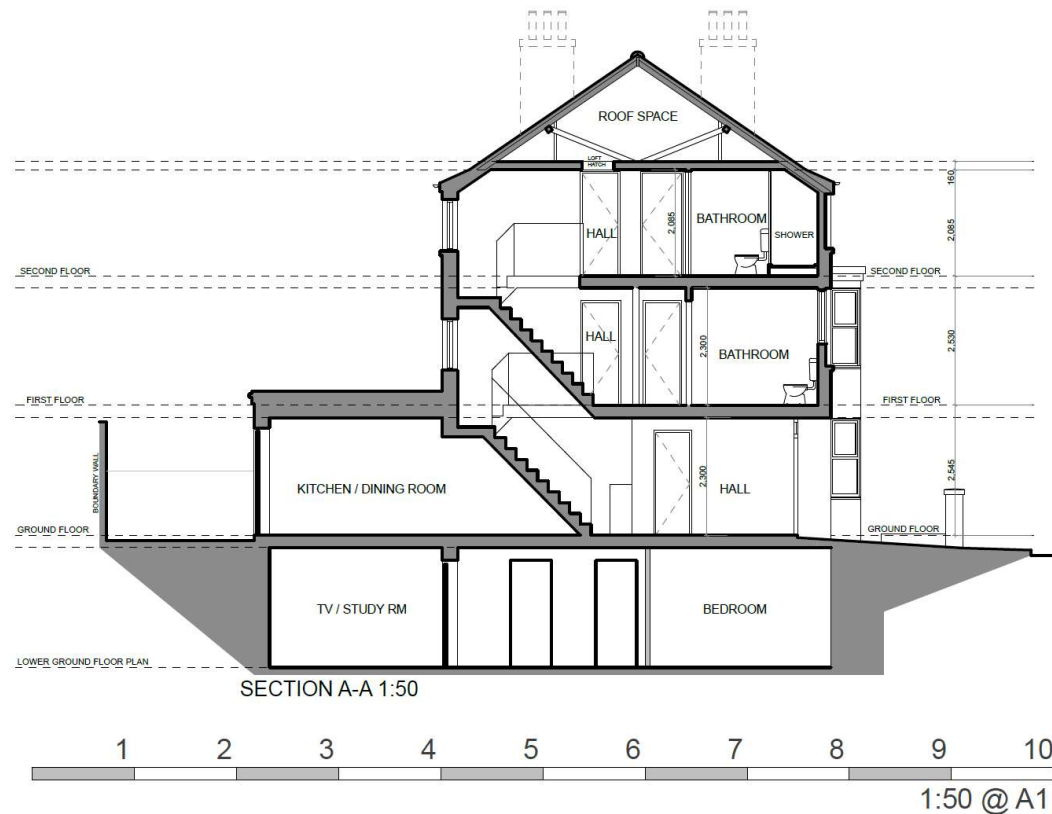 ROOF SPACE
LOFT
HATCH
160
2,085
2,085
BATHROOM
SHOWER
HALL
SECOND FLOOR
SECOND FLOOR
2,530
HALL
2,300
BATHROOM
FIRST FLOOR
FIRST FLOOR
BOUNDARY WALL
KITCHEN / DINING ROOM
2,300
HALL
2,545
GROUND FLOOR
GROUND FLOOR
TV / STUDY RM
BEDROOM
LOWER GROUND FLOOR PLAN
SECTION A-A 1:50
1 2 3 4 5 6 7 8 9 10
1:50 @ A1